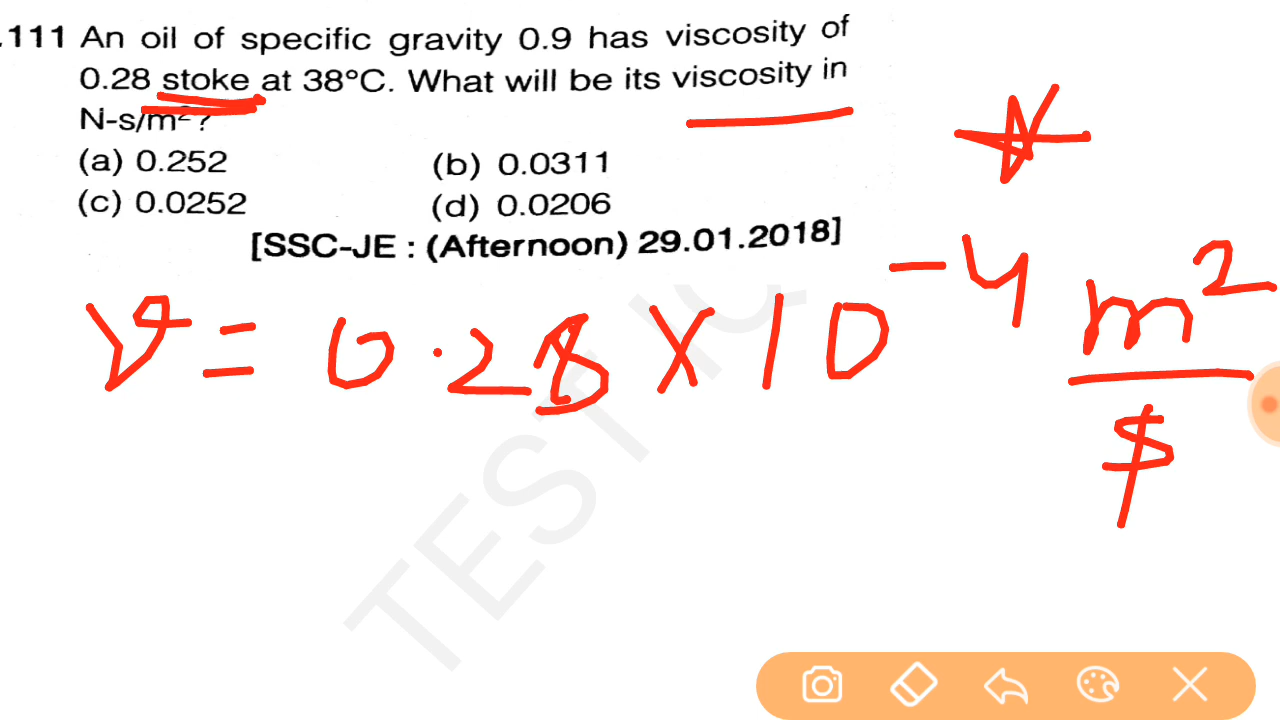 .111 An oil of specific gravity 0.9 has viscosity of
0.28 stoke at 38°C. What will be its viscosity in
N-s/m²?
(a) 0.252 (b) 0.0311
(c) 0.0252 (d) 0.0206
[SSC-JE : (Afternoon) 29.01.2018]
ν = 0.28 × 10⁻⁴ m²/s
TEST IC